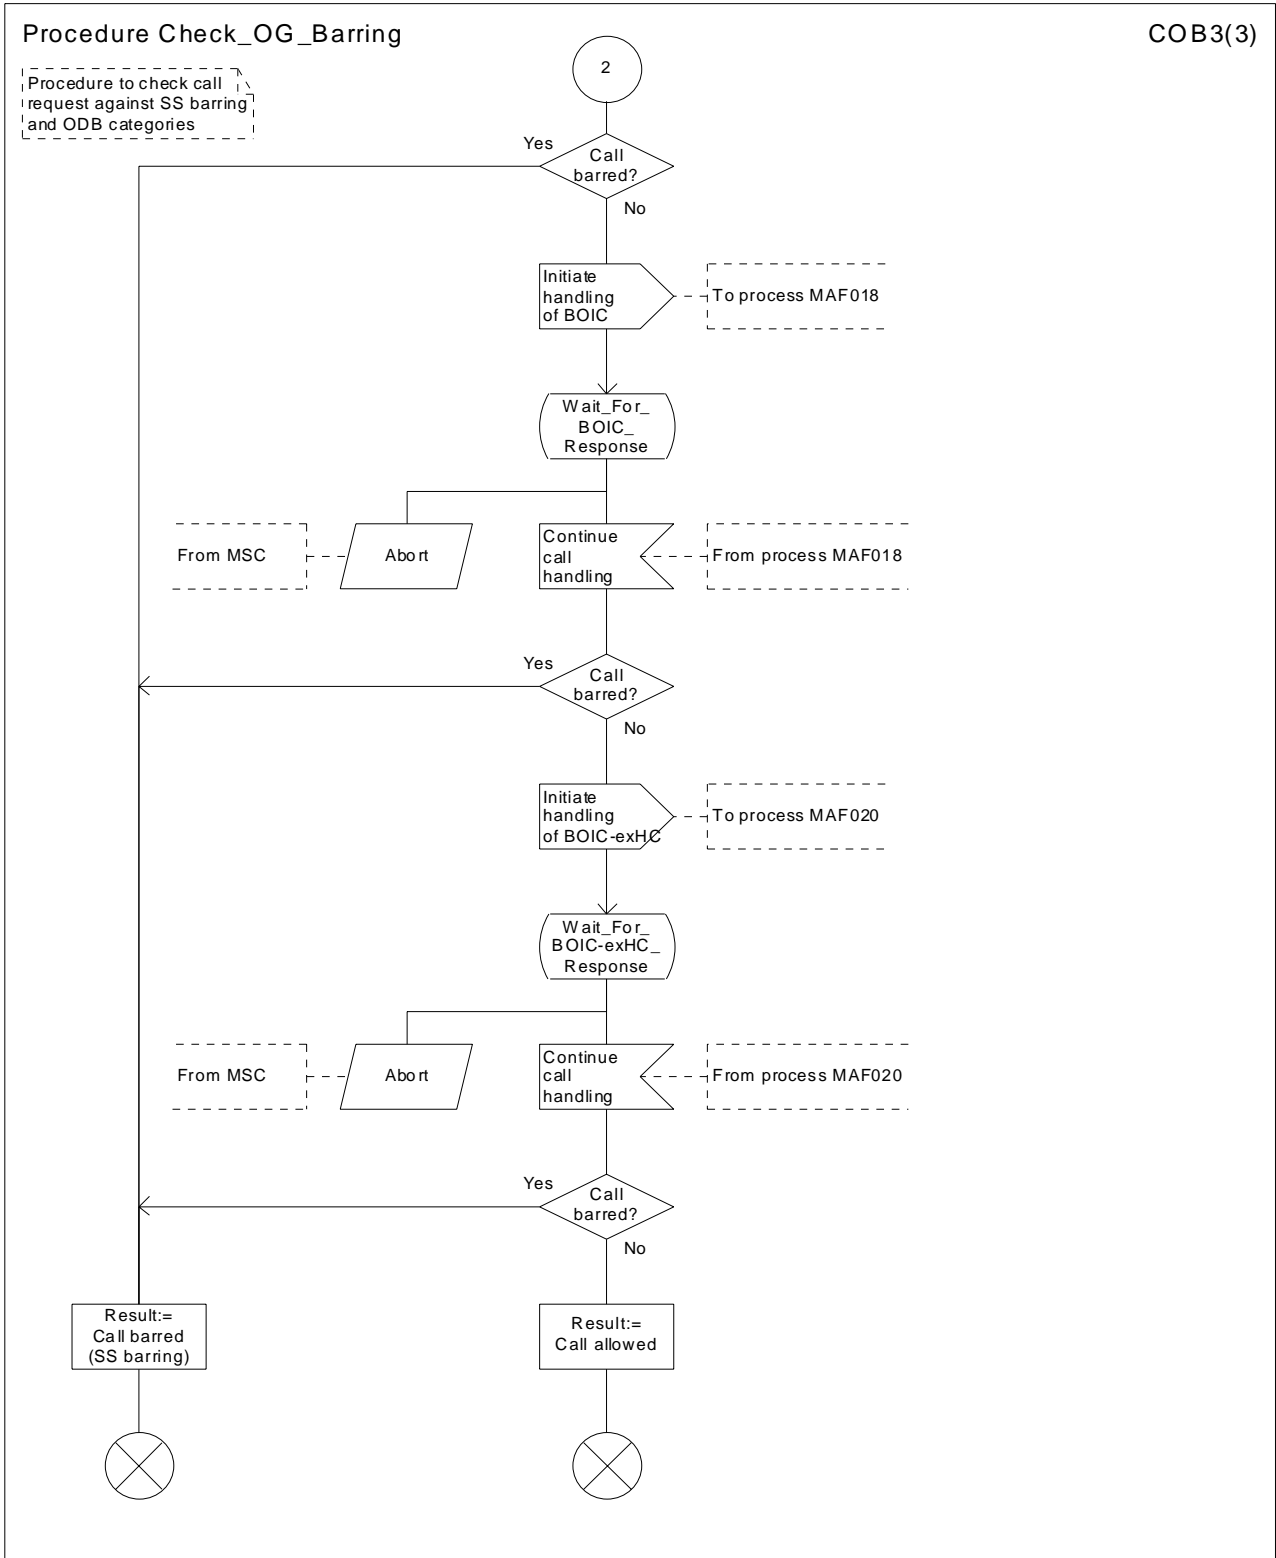 Procedure Check_OG_Barring
COB3(3)
Procedure to check call
request against SS barring
and ODB categories
2
Yes
Call
barred?
No
Initiate
handling
of BOIC
To process MAF018
Wait_For_
BOIC_
Response
From MSC
Abort
Continue
call
handling
From process MAF018
Yes
Call
barred?
No
Initiate
handling
of BOIC-exHC
To process MAF020
Wait_For_
BOIC-exHC_
Response
From MSC
Abort
Continue
call
handling
From process MAF020
Yes
Call
barred?
No
Result:=
Call barred
(SS barring)
Result:=
Call allowed